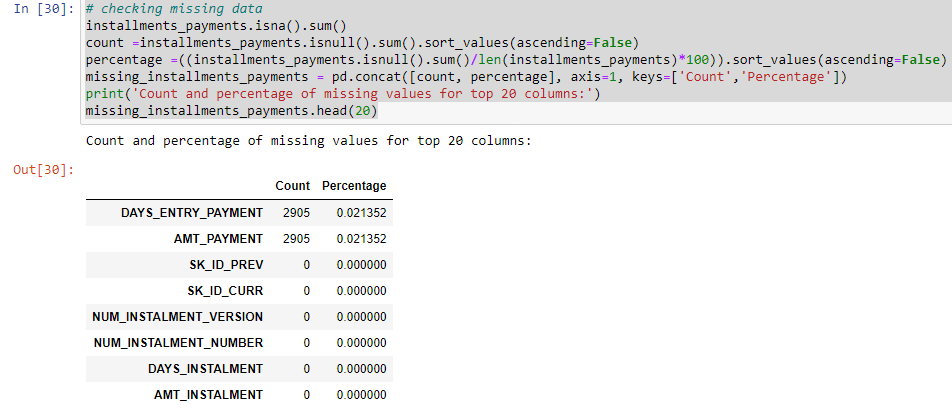 In [30]: # checking missing data
installments_payments.isna().sum()
count =installments_payments.isnull().sum().sort_values(ascending=False)
percentage =((installments_payments.isnull().sum()/len(installments_payments)*100)).sort_values(ascending=False)
missing_installments_payments = pd.concat([count, percentage], axis=1, keys=['Count','Percentage'])
print('Count and percentage of missing values for top 20 columns:')
missing_installments_payments.head(20)
Count and percentage of missing values for top 20 columns:
Out[30]:
Count Percentage
DAYS_ENTRY_PAYMENT 2905 0.021352
AMT_PAYMENT 2905 0.021352
SK_ID_PREV 0 0.000000
SK_ID_CURR 0 0.000000
NUM_INSTALMENT_VERSION 0 0.000000
NUM_INSTALMENT_NUMBER 0 0.000000
DAYS_INSTALMENT 0 0.000000
AMT_INSTALMENT 0 0.000000